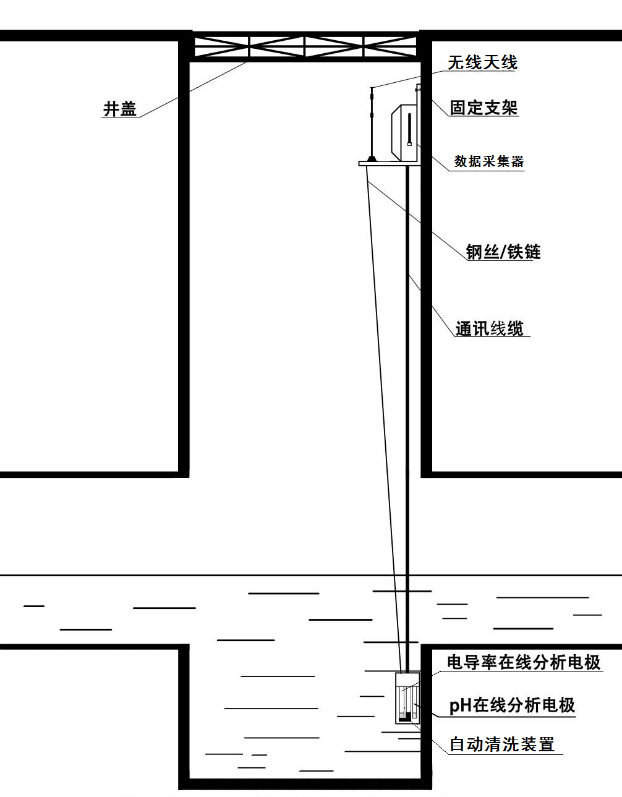 无线天线
井盖
固定支架
数据采集器
钢丝/铁链
通讯线缆
电导率在线分析电极
pH在线分析电极
自动清洗装置